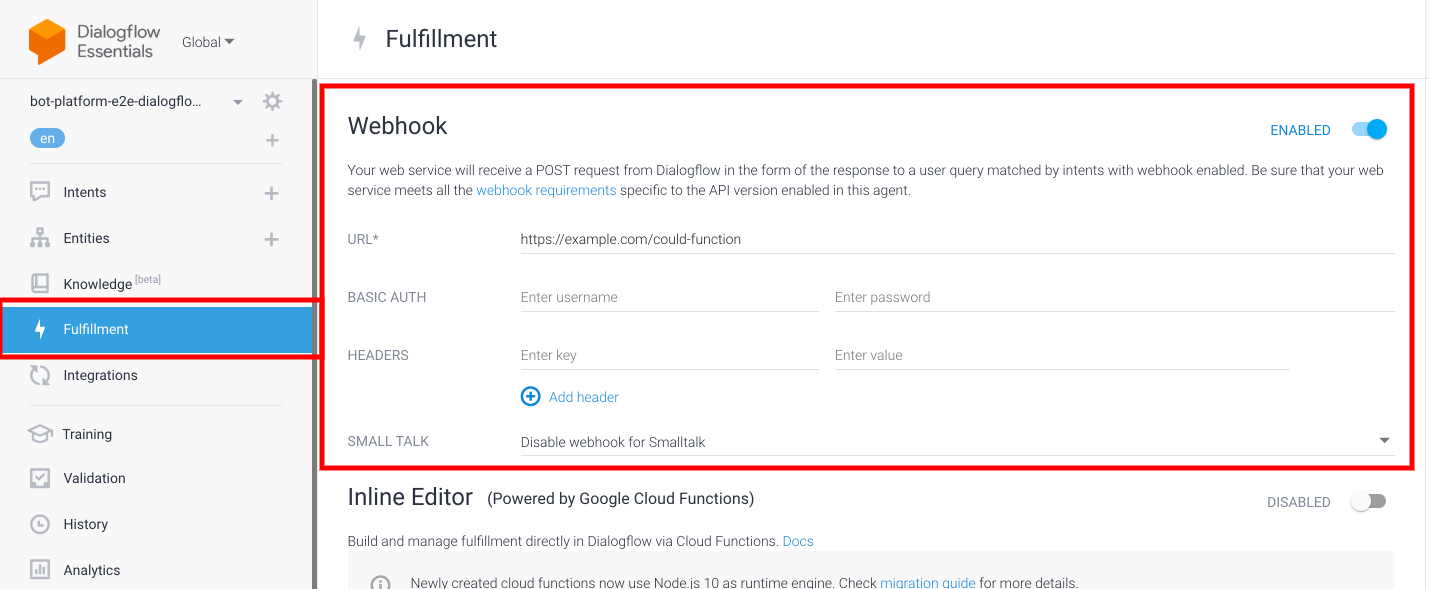 Dialogflow
Essentials
Global
bot-platform-e2e-dialogflo...
en
Intents
Entities
Knowledge [beta]
Fulfillment
Integrations
Training
Validation
History
Analytics
Fulfillment
Webhook
ENABLED
Your web service will receive a POST request from Dialogflow in the form of the response to a user query matched by intents with webhook enabled. Be sure that your web
service meets all the webhook requirements specific to the API version enabled in this agent.
URL* https://example.com/could-function
BASIC AUTH Enter username Enter password
HEADERS Enter key Enter value
Add header
SMALL TALK Disable webhook for Smalltalk
Inline Editor (Powered by Google Cloud Functions)
DISABLED
Build and manage fulfillment directly in Dialogflow via Cloud Functions. Docs
Newly created cloud functions now use Node.js 10 as runtime engine. Check migration guide for more details.